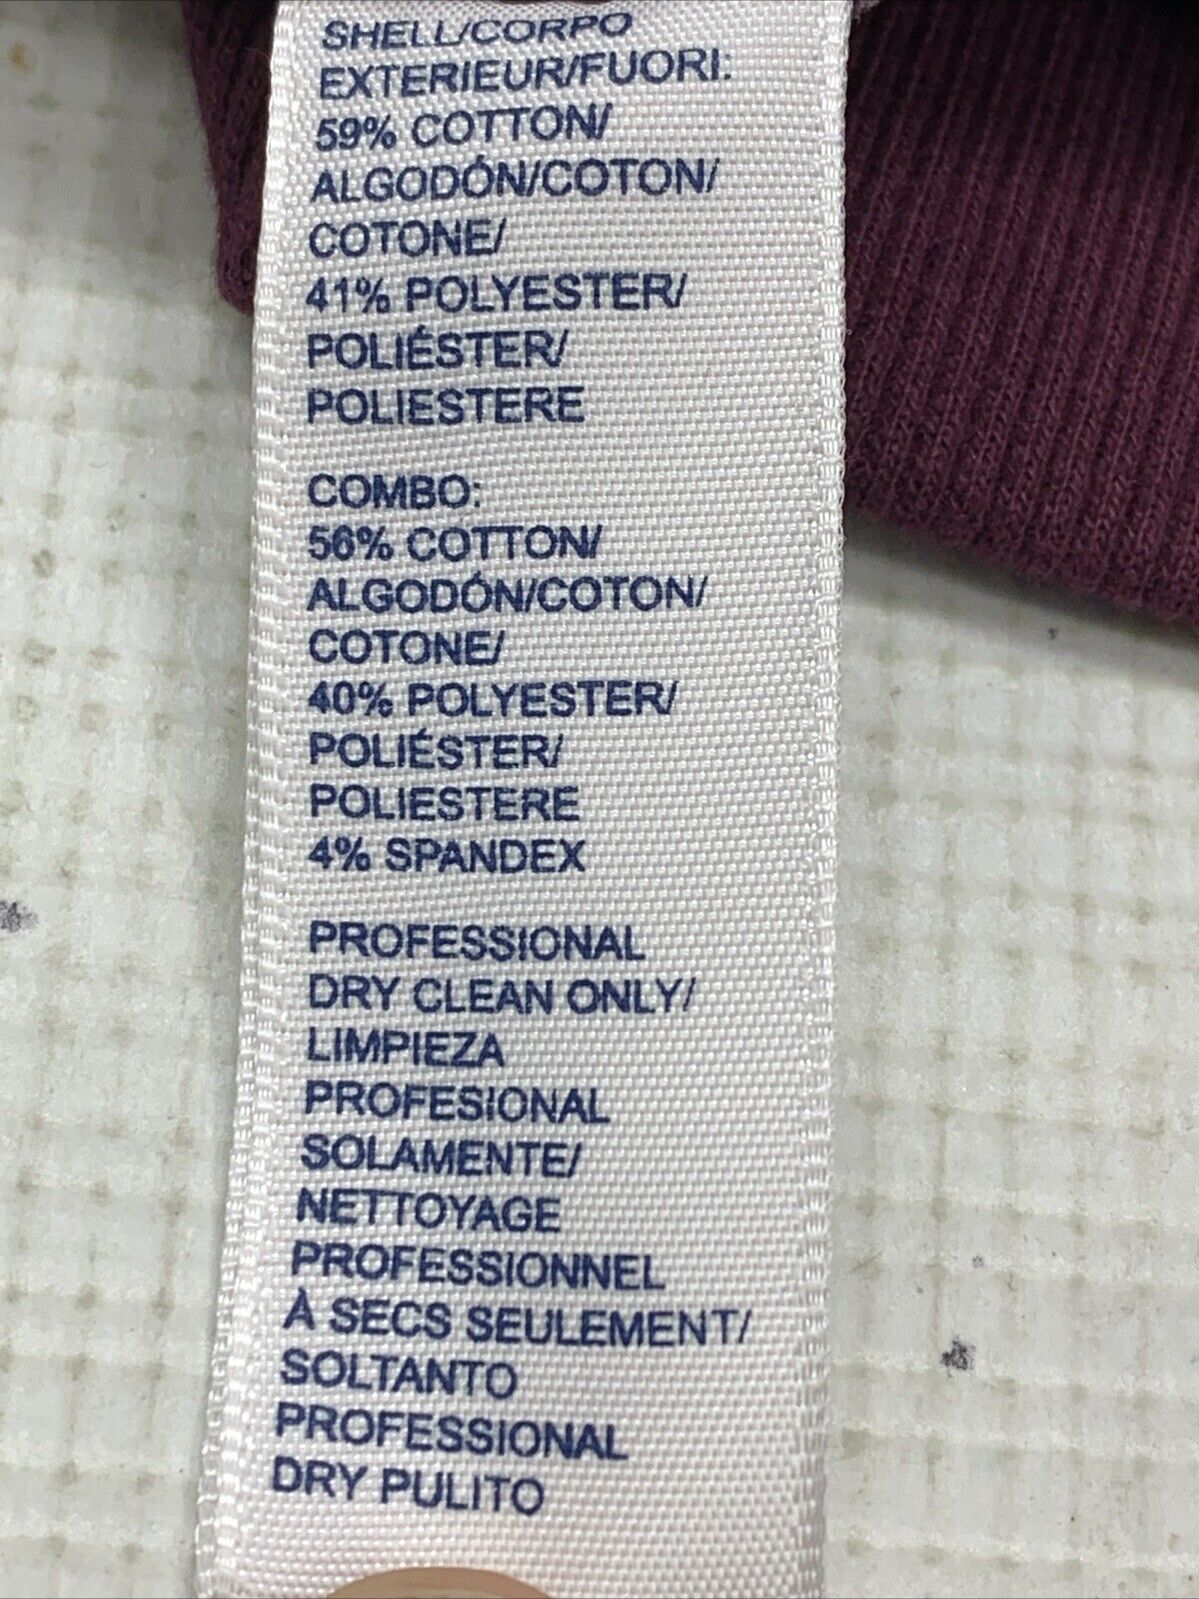 SHELL/CORPO
EXTERIEUR/FUORI:
59% COTTON/
ALGODÓN/COTON/
COTONE/
41% POLYESTER/
POLIÉSTER/
POLIESTERE
COMBO:
56% COTTON/
ALGODÓN/COTON/
COTONE/
40% POLYESTER/
POLIÉSTER/
POLIESTERE
4% SPANDEX
PROFESSIONAL
DRY CLEAN ONLY/
LIMPIEZA
PROFESIONAL
SOLAMENTE/
NETTOYAGE
PROFESSIONNEL
À SECS SEULEMENT/
SOLTANTO
PROFESSIONAL
DRY PULITO